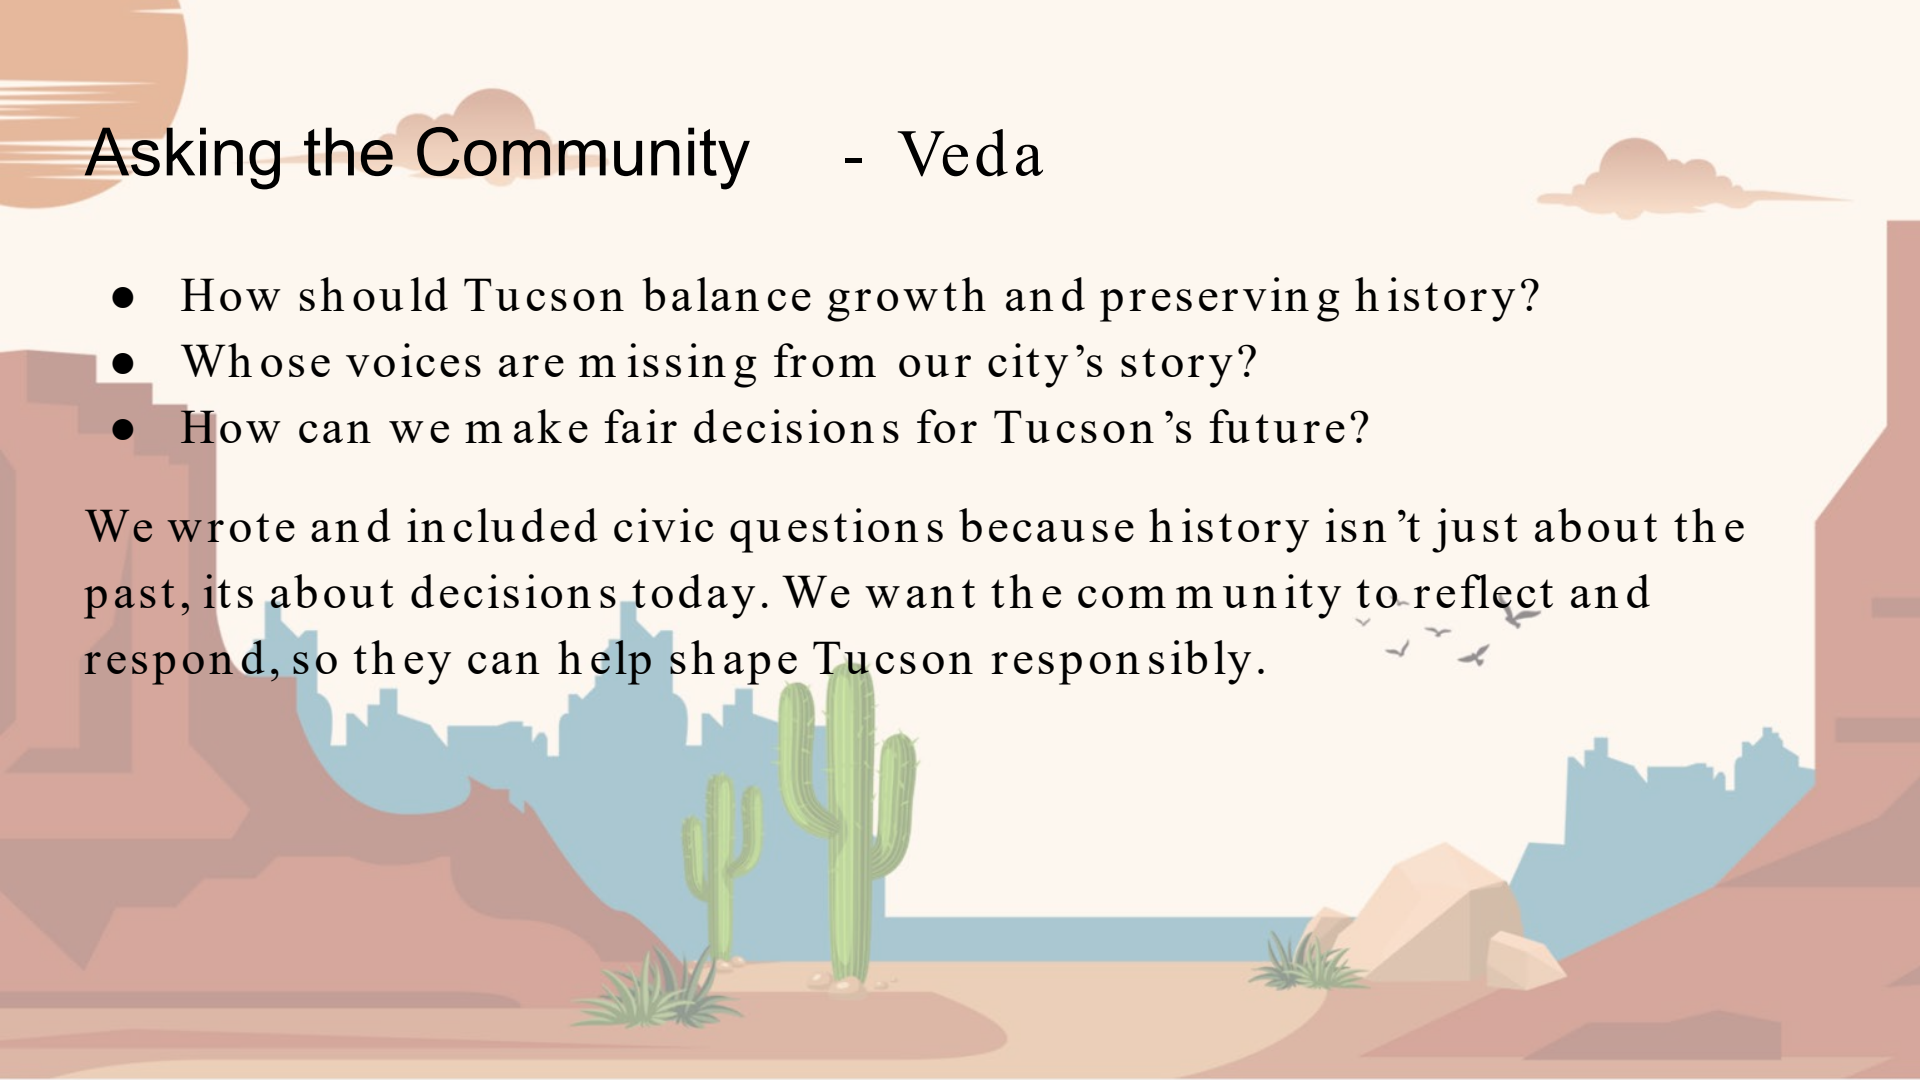 Asking the Community - Veda
● How should Tucson balance growth and preserving history?
● Whose voices are missing from our city’s story?
● How can we make fair decisions for Tucson’s future?
We wrote and included civic questions because history isn’t just about the
past, its about decisions today. We want the community to reflect and
respond, so they can help shape Tucson responsibly.